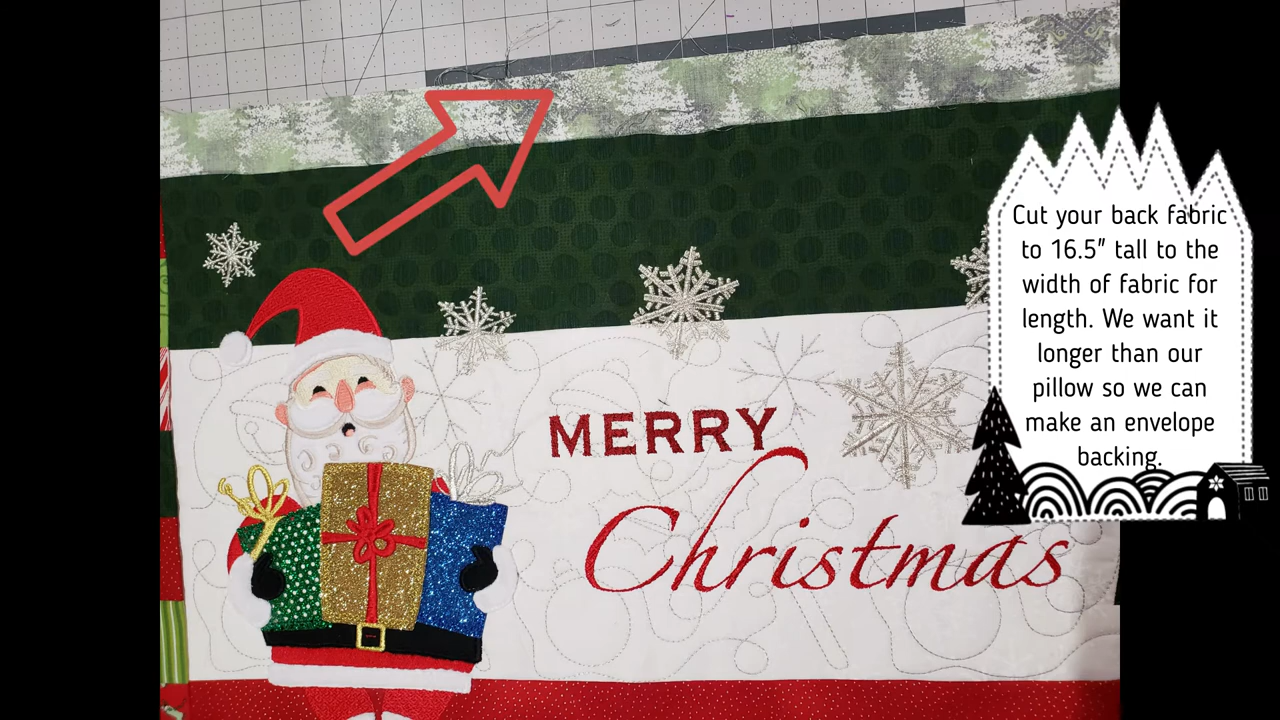 MERRY
Christmas
Cut your back fabric
to 16.5" tall to the
width of fabric for
length. We want it
longer than our
pillow so we can
make an envelope
backing.